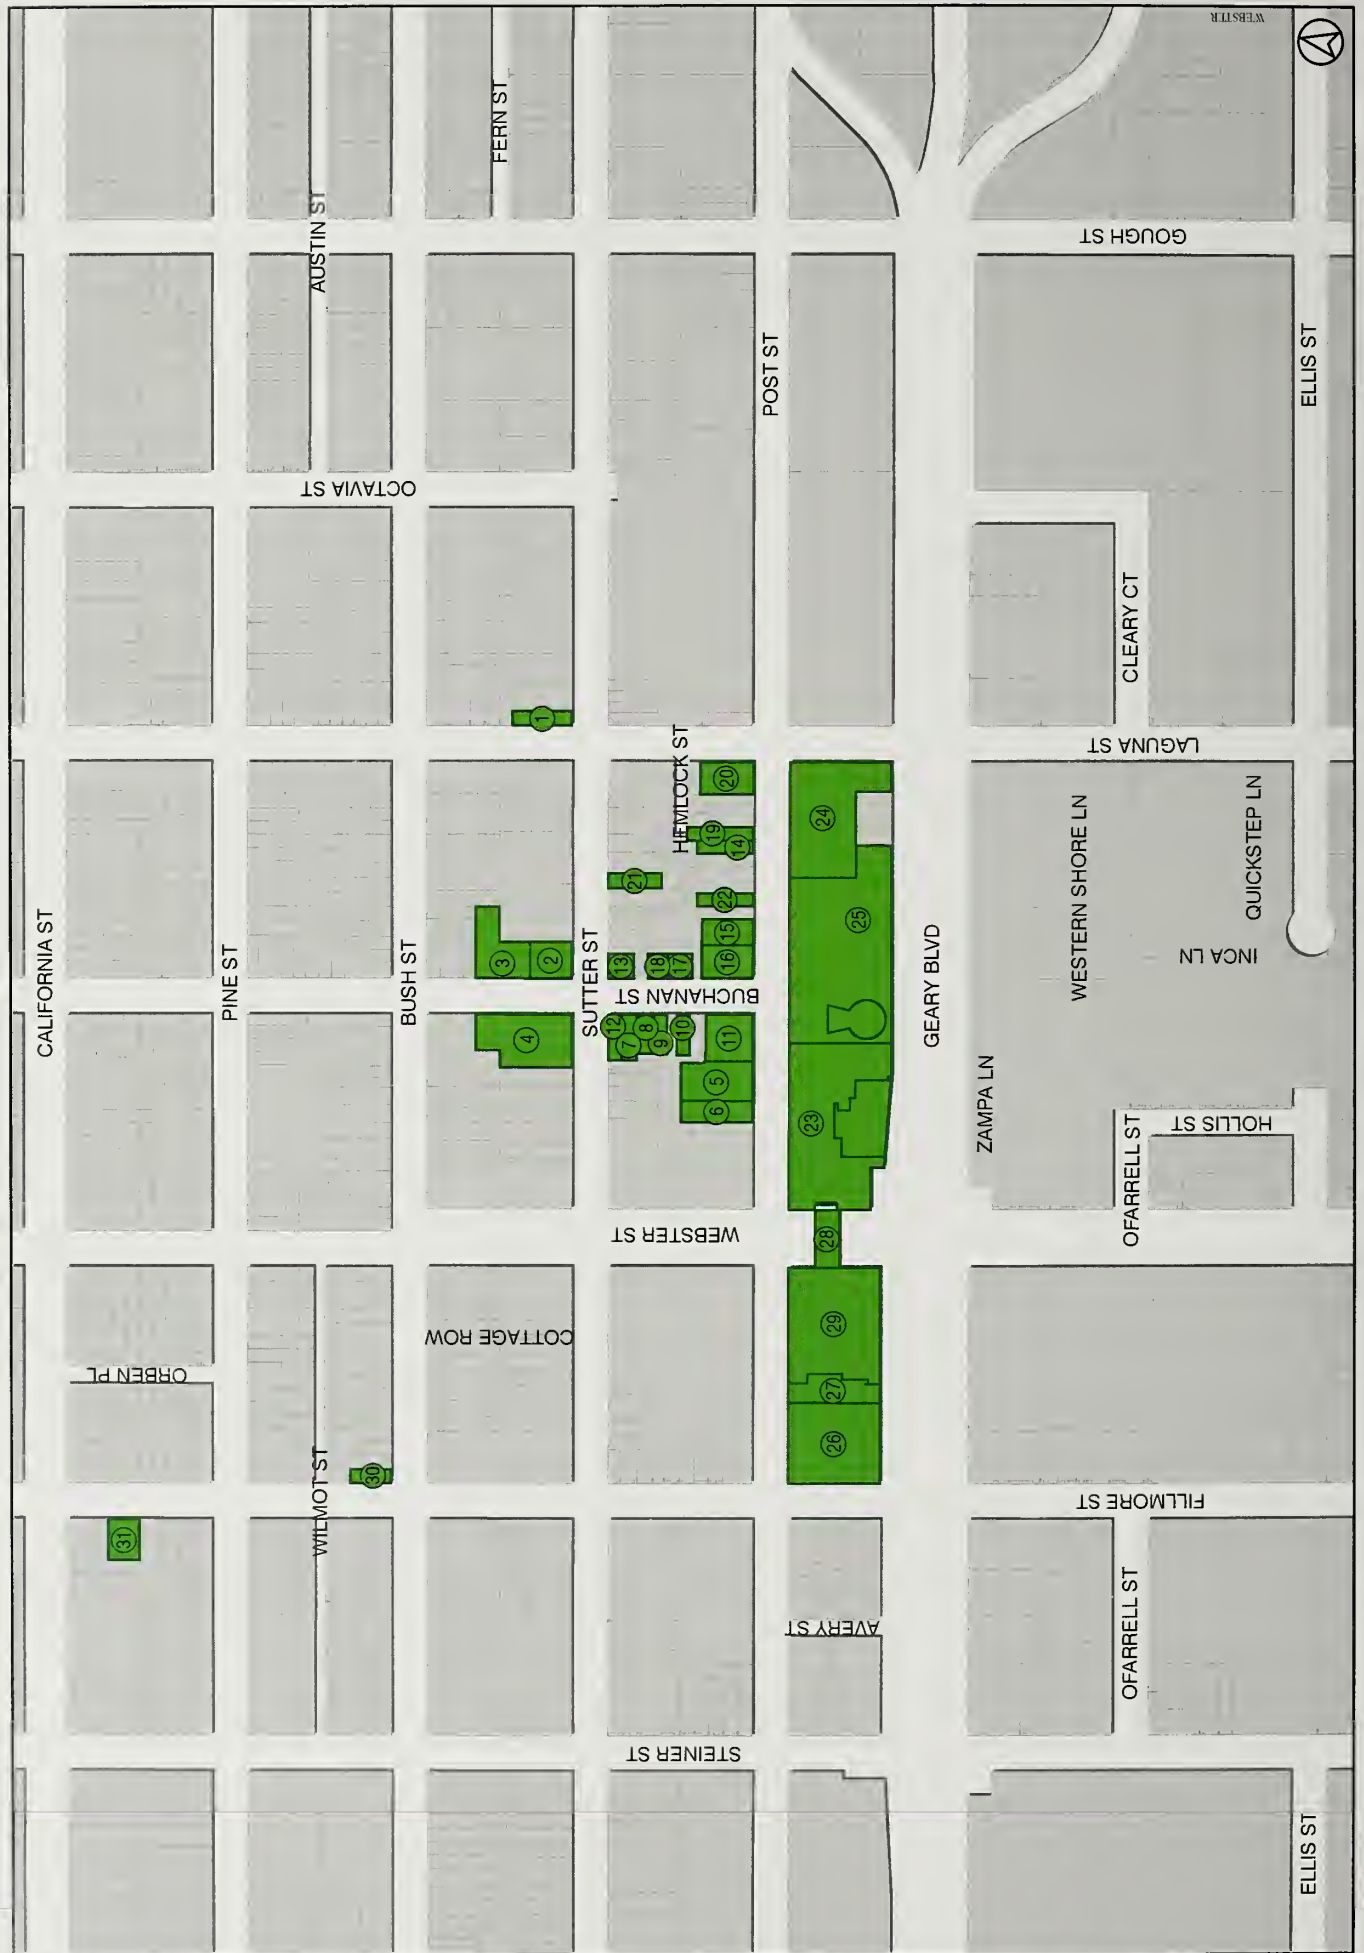 WEBSTER
FERN ST
AUSTIN ST
GOUGH ST
POST ST
ELLIS ST
OCTAVIA ST
CLEARY CT
LAGUNA ST
HEMLOCK ST
CALIFORNIA ST
PINE ST
BUSH ST
SUTTER ST
BUCHANAN ST
GEARY BLVD
WESTERN SHORE LN
QUICKSTEP LN
INCA LN
ZAMPA LN
OFARRELL ST
HOLLIS ST
WEBSTER ST
COTTAGE ROW
ORBEN PL
WILMOT ST
FILLMORE ST
AVERY ST
OFARRELL ST
STEINER ST
ELLIS ST
1
2
3
4
5
6
7
8
9
10
11
12
13
14
15
16
17
18
19
20
21
22
23
24
25
26
27
28
29
30
31